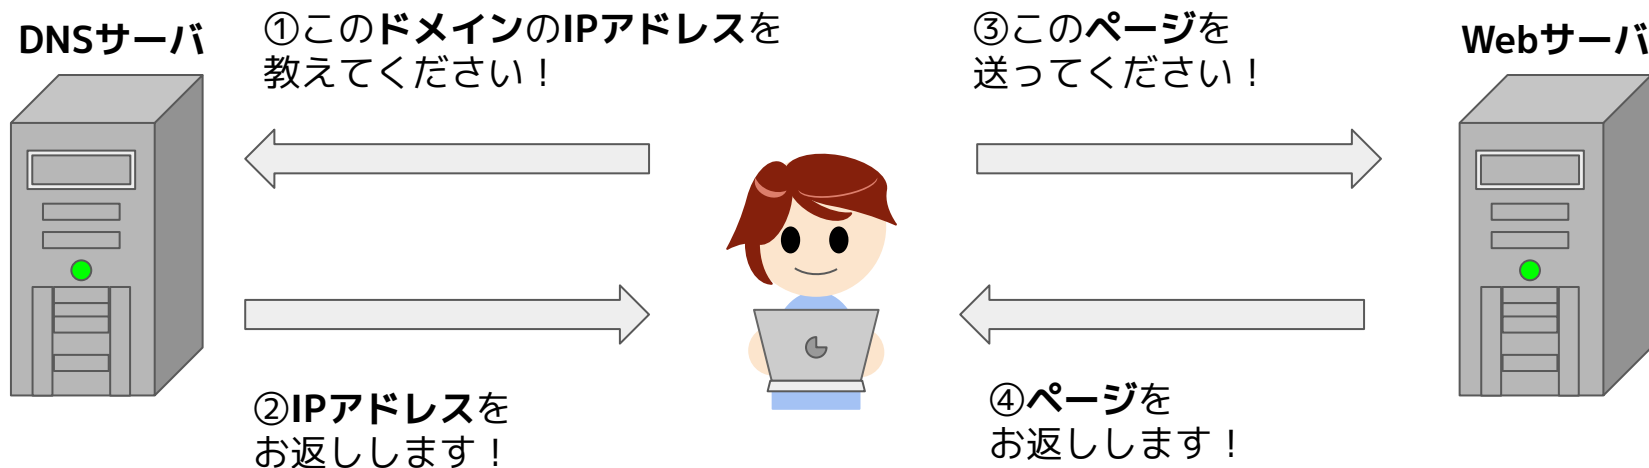 DNSサーバ
①このドメインのIPアドレスを
教えてください！
②IPアドレスを
お返しします！
③このページを
送ってください！
④ページを
お返しします！
Webサーバ